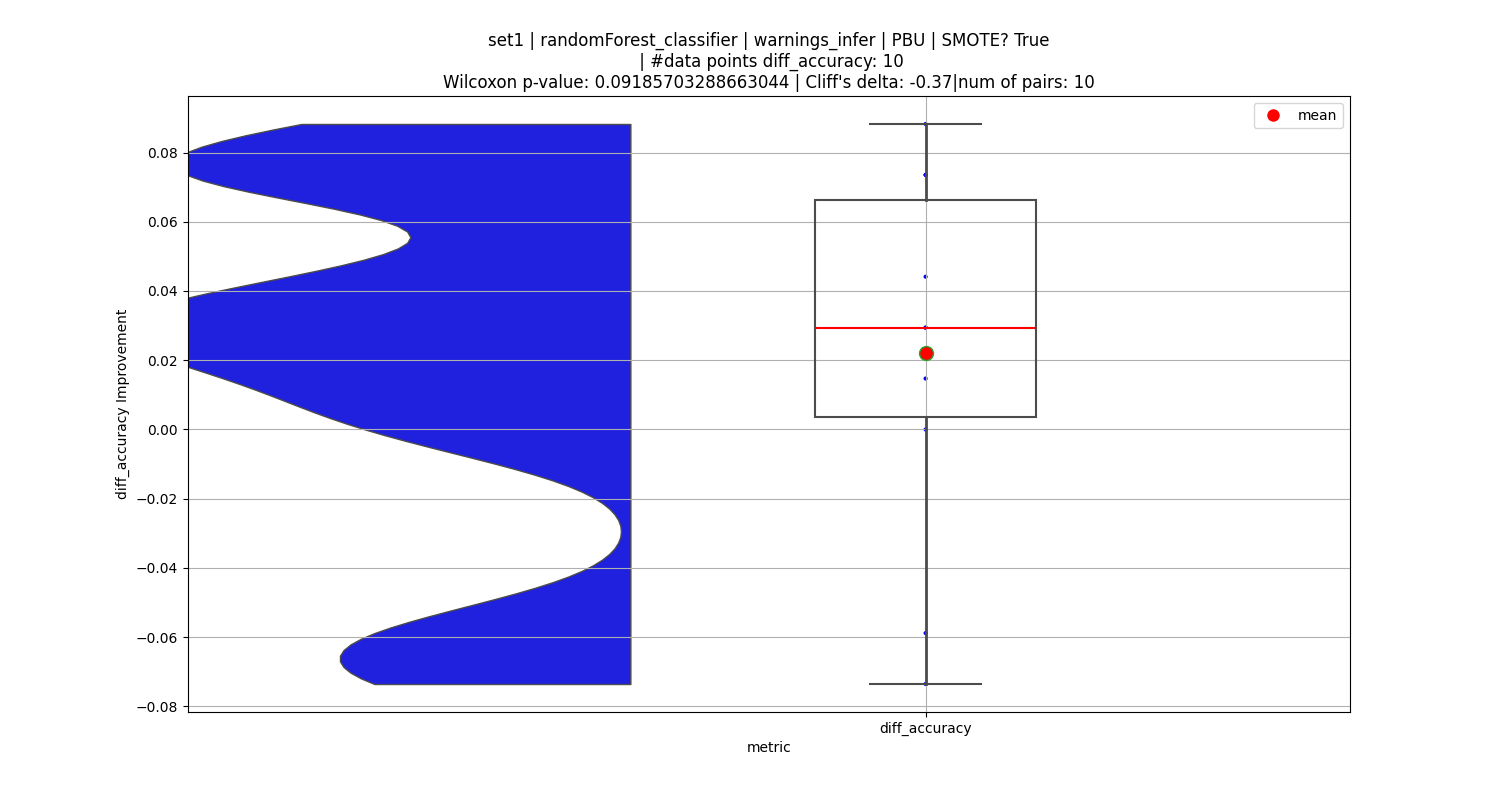 set1 | randomForest_classifier | warnings_infer | PBU | SMOTE? True
| #data points diff_accuracy: 10
Wilcoxon p-value: 0.09185703288663044 | Cliff's delta: -0.37|num of pairs: 10
mean
0.08
0.06
0.04
0.02
0.00
−0.02
−0.04
−0.06
−0.08
diff_accuracy Improvement
diff_accuracy
metric